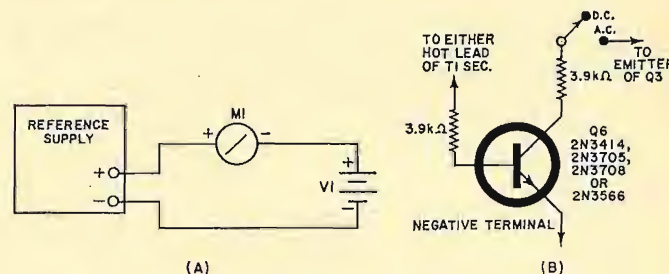 REFERENCE
SUPPLY
+
−
+
M1
−
+
V1
−
(A)
TO EITHER
HOT LEAD
OF T1 SEC.
3.9kΩ
D.C.
A.C.
TO
EMITTER
OF Q3
3.9kΩ
Q6
2N3414,
2N3705,
2N3708
OR
2N3566
NEGATIVE TERMINAL
(B)